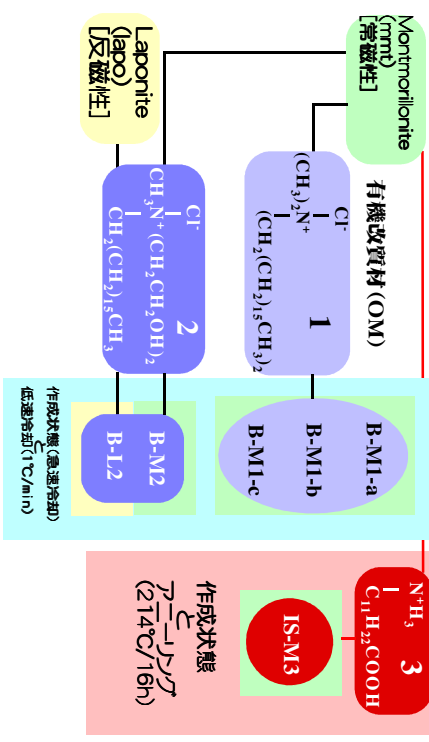 Montmorillonite
(mmt)
[常磁性]
Laponite
(lapo)
[反磁性]
有機改質材(OM)
1
Cl-
(CH3)2N+
(CH2(CH2)15CH3)2
2
Cl-
CH3N+(CH2CH2OH)2
CH2(CH2)15CH3
B-M1-a
B-M1-b
B-M1-c
B-M2
B-L2
作成状態(急速冷却)
と
低速冷却(1℃/min)
3
N+H3
C11H22COOH
IS-M3
作成状態
と
アニーリング
(214℃/16h)